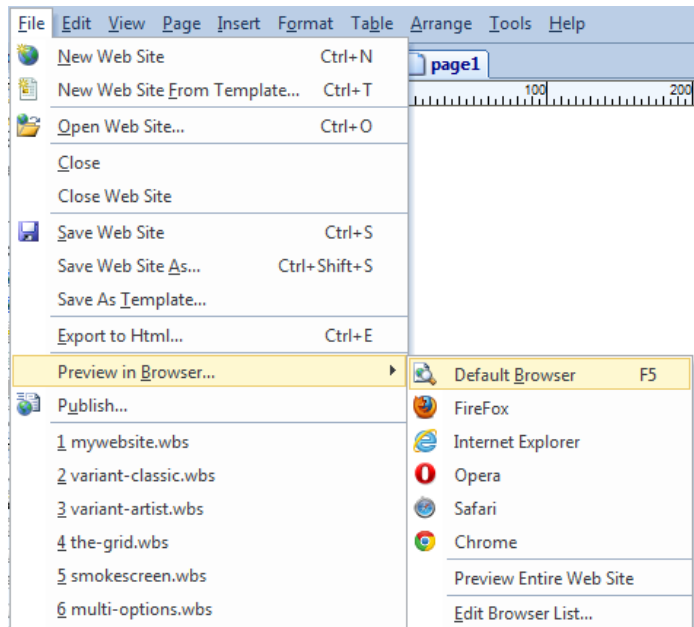 File Edit View Page Insert Format Table Arrange Tools Help
New Web Site Ctrl+N
page1
New Web Site From Template... Ctrl+T
100 200
Open Web Site... Ctrl+O
Close
Close Web Site
Save Web Site Ctrl+S
Save Web Site As... Ctrl+Shift+S
Save As Template...
Export to Html... Ctrl+E
Preview in Browser...
Publish...
1 mywebsite.wbs
2 variant-classic.wbs
3 variant-artist.wbs
4 the-grid.wbs
5 smokescreen.wbs
6 multi-options.wbs
Default Browser F5
FireFox
Internet Explorer
Opera
Safari
Chrome
Preview Entire Web Site
Edit Browser List...